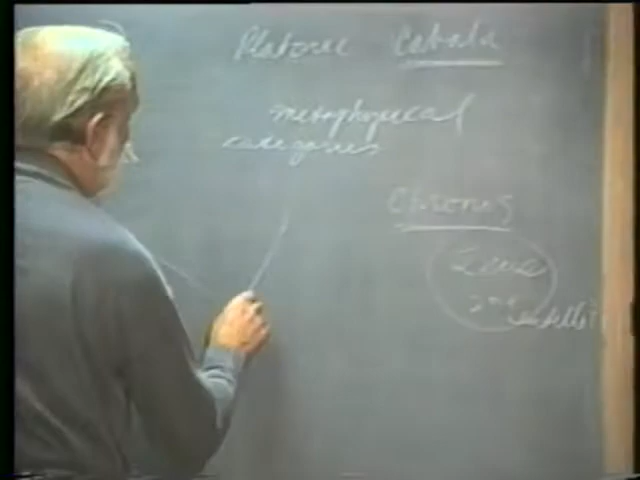 Platonic Cabala
metaphysical
categories
Chronos
Zeus
2nd